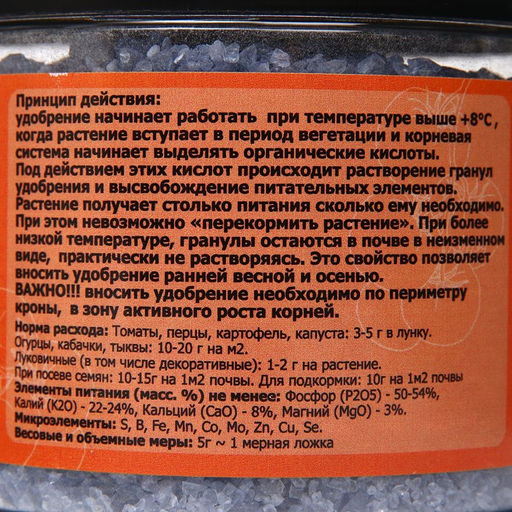 Принцип действия:
удобрение начинает работать при температуре выше +8°С,
когда растение вступает в период вегетации и корневая
система начинает выделять органические кислоты.
Под действием этих кислот происходит растворение гранул
удобрения и высвобождение питательных элементов.
Растение получает столько питания сколько ему необходимо.
При этом невозможно «перекормить растение». При более
низкой температуре, гранулы остаются в почве в неизменном
виде, практически не растворяясь. Это свойство позволяет
вносить удобрение ранней весной и осенью.
ВАЖНО!!! вносить удобрение необходимо по периметру
кроны, в зону активного роста корней.
Норма расхода: Томаты, перцы, картофель, капуста: 3-5 г в лунку.
Огурцы, кабачки, тыквы: 10-20 г на м2.
Луковичные (в том числе декоративные): 1-2 г на растение.
При посеве семян: 10-15г на 1м2 почвы. Для подкормки: 10г на 1м2 почвы
Элементы питания (масс. %) не менее: Фосфор (P2O5) - 50-54%,
Калий (K2O) - 22-24%, Кальций (CaO) - 8%, Магний (MgO) - 3%.
Микроэлементы: S, B, Fe, Mn, Co, Mo, Zn, Cu, Se.
Весовые и объемные меры: 5г ~ 1 мерная ложка